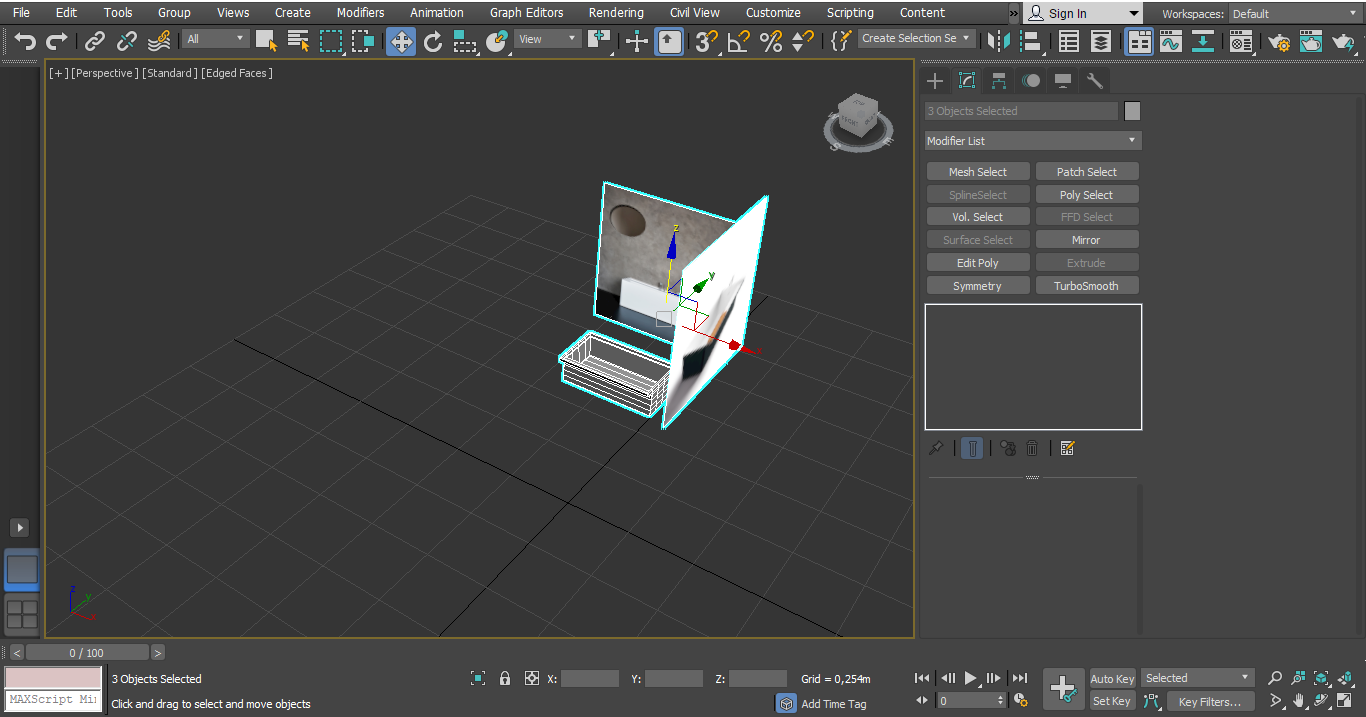 File Edit Tools Group Views Create Modifiers Animation Graph Editors Rendering Civil View Customize Scripting Content » Sign In Workspaces: Default
All View 3 Create Selection Se
[+] [Perspective] [Standard] [Edged Faces]
3 Objects Selected
Modifier List
Mesh Select Patch Select
SplineSelect Poly Select
Vol. Select FFD Select
Surface Select Mirror
Edit Poly Extrude
Symmetry TurboSmooth
FRONT
S E
z
y
x
z
y
x
< 0 / 100 >
3 Objects Selected X: Y: Z: Grid = 0,254m Auto Key Selected
MAXScript Mi
Click and drag to select and move objects Add Time Tag 0 Set Key Key Filters...